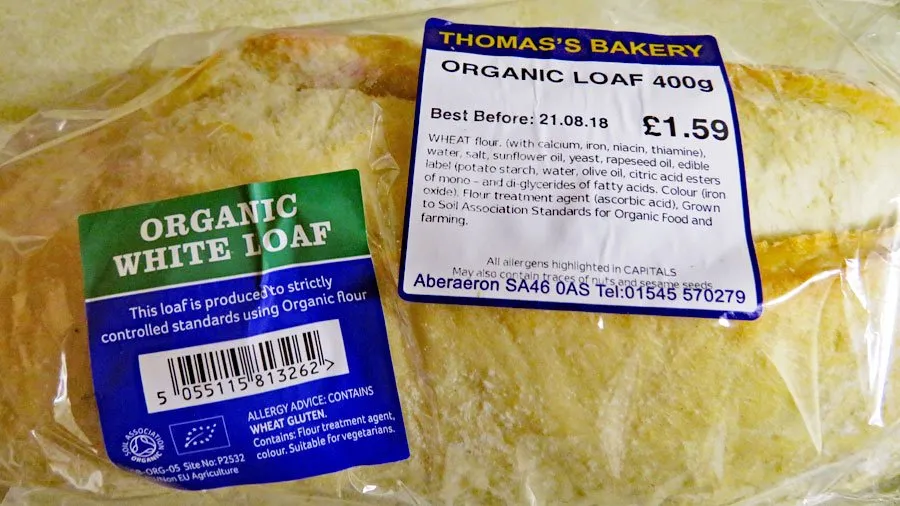 THOMAS'S BAKERY
ORGANIC LOAF 400g
Best Before: 21.08.18 £1.59
WHEAT flour. (with calcium, iron, niacin, thiamine),
water, salt, sunflower oil, yeast, rapeseed oil, edible
label (potato starch, water, olive oil, citric acid esters
of mono - and di-glycerides of fatty acids. Colour (iron
oxide). Flour treatment agent (ascorbic acid), Grown
to Soil Association Standards for Organic Food and
farming.
All allergens highlighted in CAPITALS
May also contain traces of nuts and sesame seeds
Aberaeron SA46 0AS Tel:01545 570279
ORGANIC
WHITE LOAF
This loaf is produced to strictly
controlled standards using Organic flour
5 055115 813262 >
ALLERGY ADVICE: CONTAINS
WHEAT GLUTEN.
Contains: Flour treatment agent,
colour. Suitable for vegetarians.
SOIL ASSOCIATION
ORGANIC
-ORG-05 Site No: P2532
/Non EU Agriculture